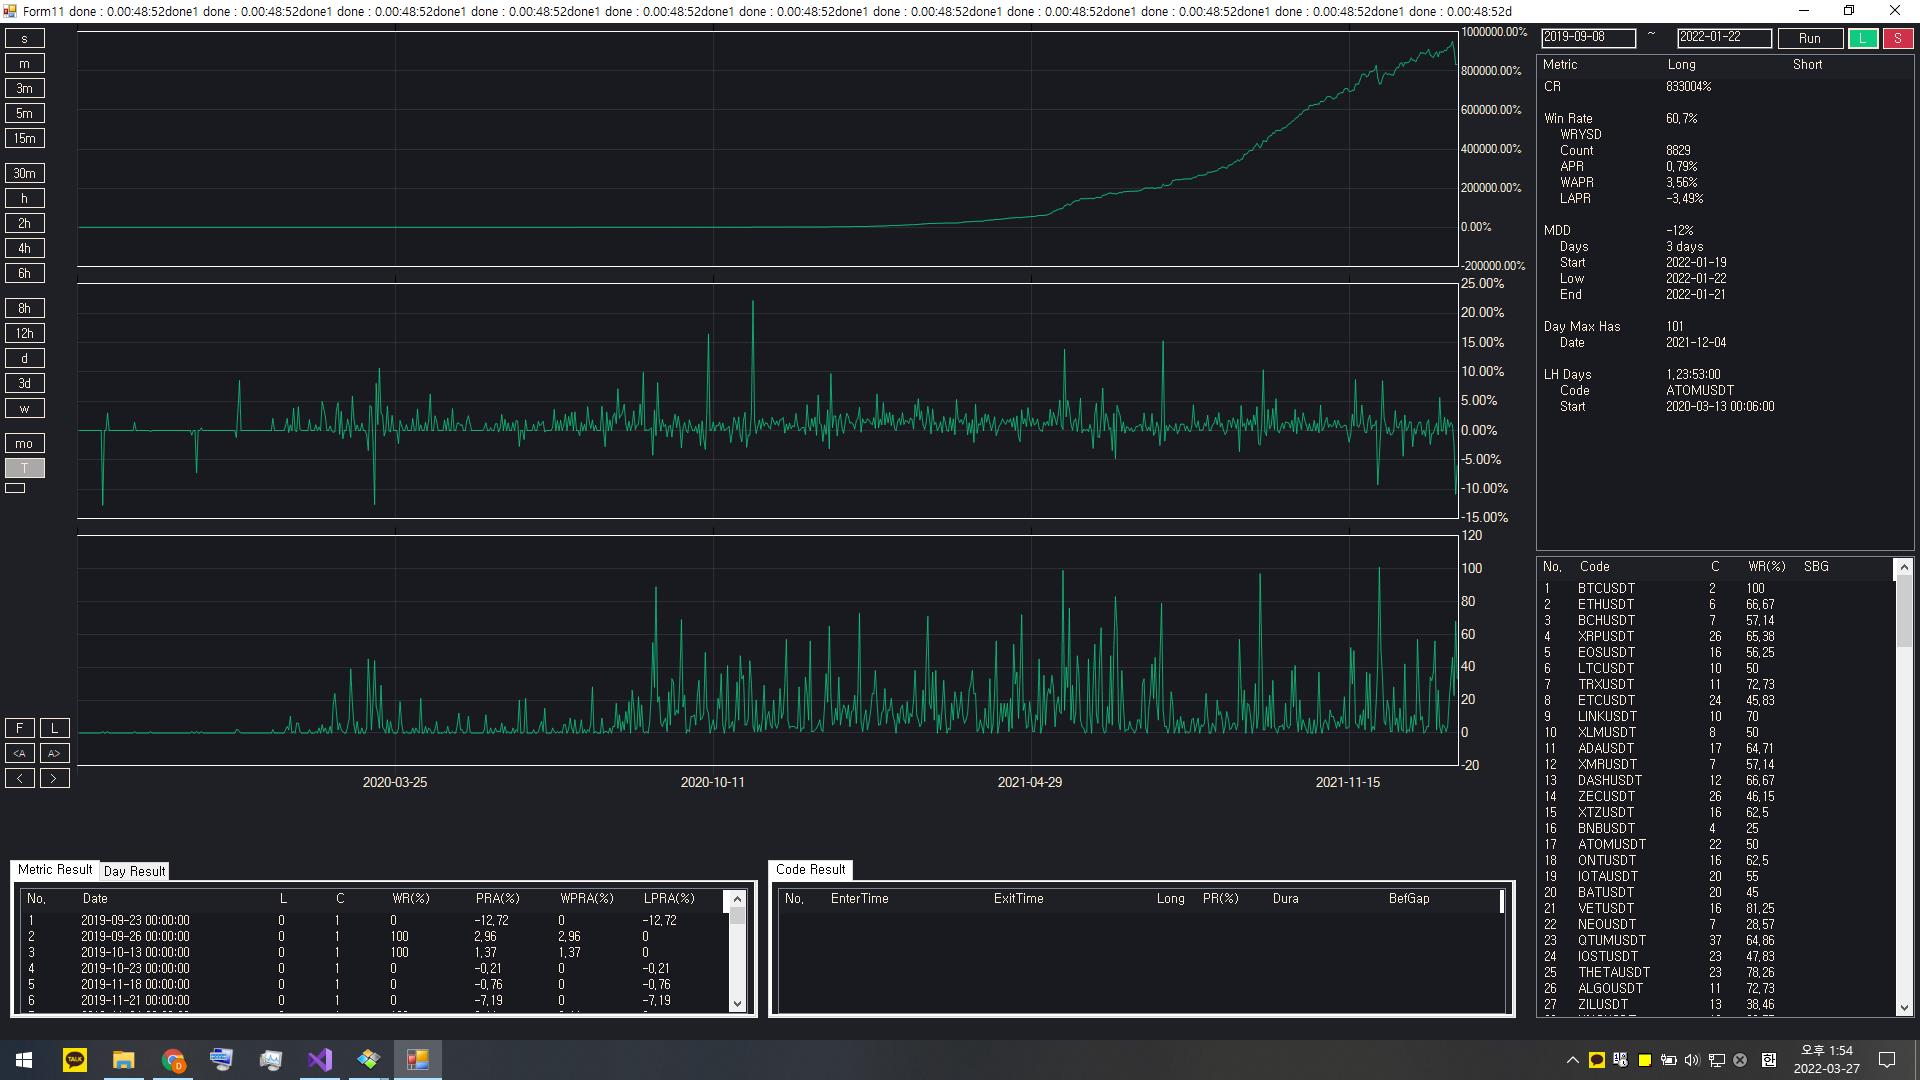 Form11 done : 0.00:48:52done1 done : 0.00:48:52done1 done : 0.00:48:52done1 done : 0.00:48:52done1 done : 0.00:48:52done1 done : 0.00:48:52done1 done : 0.00:48:52done1 done : 0.00:48:52done1 done : 0.00:48:52done1 done : 0.00:48:52done1 done : 0.00:48:52d
s
m
3m
5m
15m
30m
h
2h
4h
6h
8h
12h
d
3d
w
mo
T
F L
<A A>
< >
1000000.00%
800000.00%
600000.00%
400000.00%
200000.00%
0.00%
-200000.00%
25.00%
20.00%
15.00%
10.00%
5.00%
0.00%
-5.00%
-10.00%
-15.00%
120
100
80
60
40
20
0
-20
2020-03-25 2020-10-11 2021-04-29 2021-11-15
2019-09-08 ~ 2022-01-22 Run L S
Metric Long Short
CR 833004%
Win Rate 60,7%
WRYSD
Count 8829
APR 0,79%
WAPR 3,56%
LAPR -3,49%
MDD -12%
Days 3 days
Start 2022-01-19
Low 2022-01-22
End 2022-01-21
Day Max Has 101
Date 2021-12-04
LH Days 1,23:53:00
Code ATOMUSDT
Start 2020-03-13 00:06:00
No, Code C WR(%) SBG
1 BTCUSDT 2 100
2 ETHUSDT 6 66,67
3 BCHUSDT 7 57,14
4 XRPUSDT 26 65,38
5 EOSUSDT 16 56,25
6 LTCUSDT 10 50
7 TRXUSDT 11 72,73
8 ETCUSDT 24 45,83
9 LINKUSDT 10 70
10 XLMUSDT 8 50
11 ADAUSDT 17 64,71
12 XMRUSDT 7 57,14
13 DASHUSDT 12 66,67
14 ZECUSDT 26 46,15
15 XTZUSDT 16 62,5
16 BNBUSDT 4 25
17 ATOMUSDT 22 50
18 ONTUSDT 16 62,5
19 IOTAUSDT 20 55
20 BATUSDT 20 45
21 VETUSDT 16 81,25
22 NEOUSDT 7 28,57
23 QTUMUSDT 37 64,86
24 IOSTUSDT 23 47,83
25 THETAUSDT 23 78,26
26 ALGOUSDT 11 72,73
27 ZILUSDT 13 38,46
Metric Result Day Result
No, Date L C WR(%) PRA(%) WPRA(%) LPRA(%)
1 2019-09-23 00:00:00 0 1 0 -12,72 0 -12,72
2 2019-09-26 00:00:00 0 1 100 2,96 2,96 0
3 2019-10-13 00:00:00 0 1 100 1,37 1,37 0
4 2019-10-23 00:00:00 0 1 0 -0,21 0 -0,21
5 2019-11-18 00:00:00 0 1 0 -0,76 0 -0,76
6 2019-11-21 00:00:00 0 1 0 -7,19 0 -7,19
Code Result
No, EnterTime ExitTime Long PR(%) Dura BefGap
TALK
오후 1:54
2022-03-27